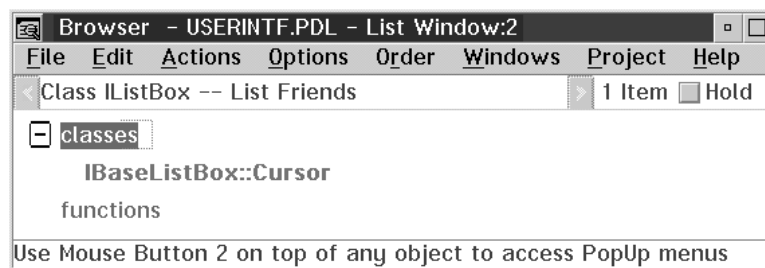 Browser - USERINTF.PDL - List Window:2
File Edit Actions Options Order Windows Project Help
Class IListBox -- List Friends 1 Item Hold
classes
IBaseListBox::Cursor
functions
Use Mouse Button 2 on top of any object to access PopUp menus